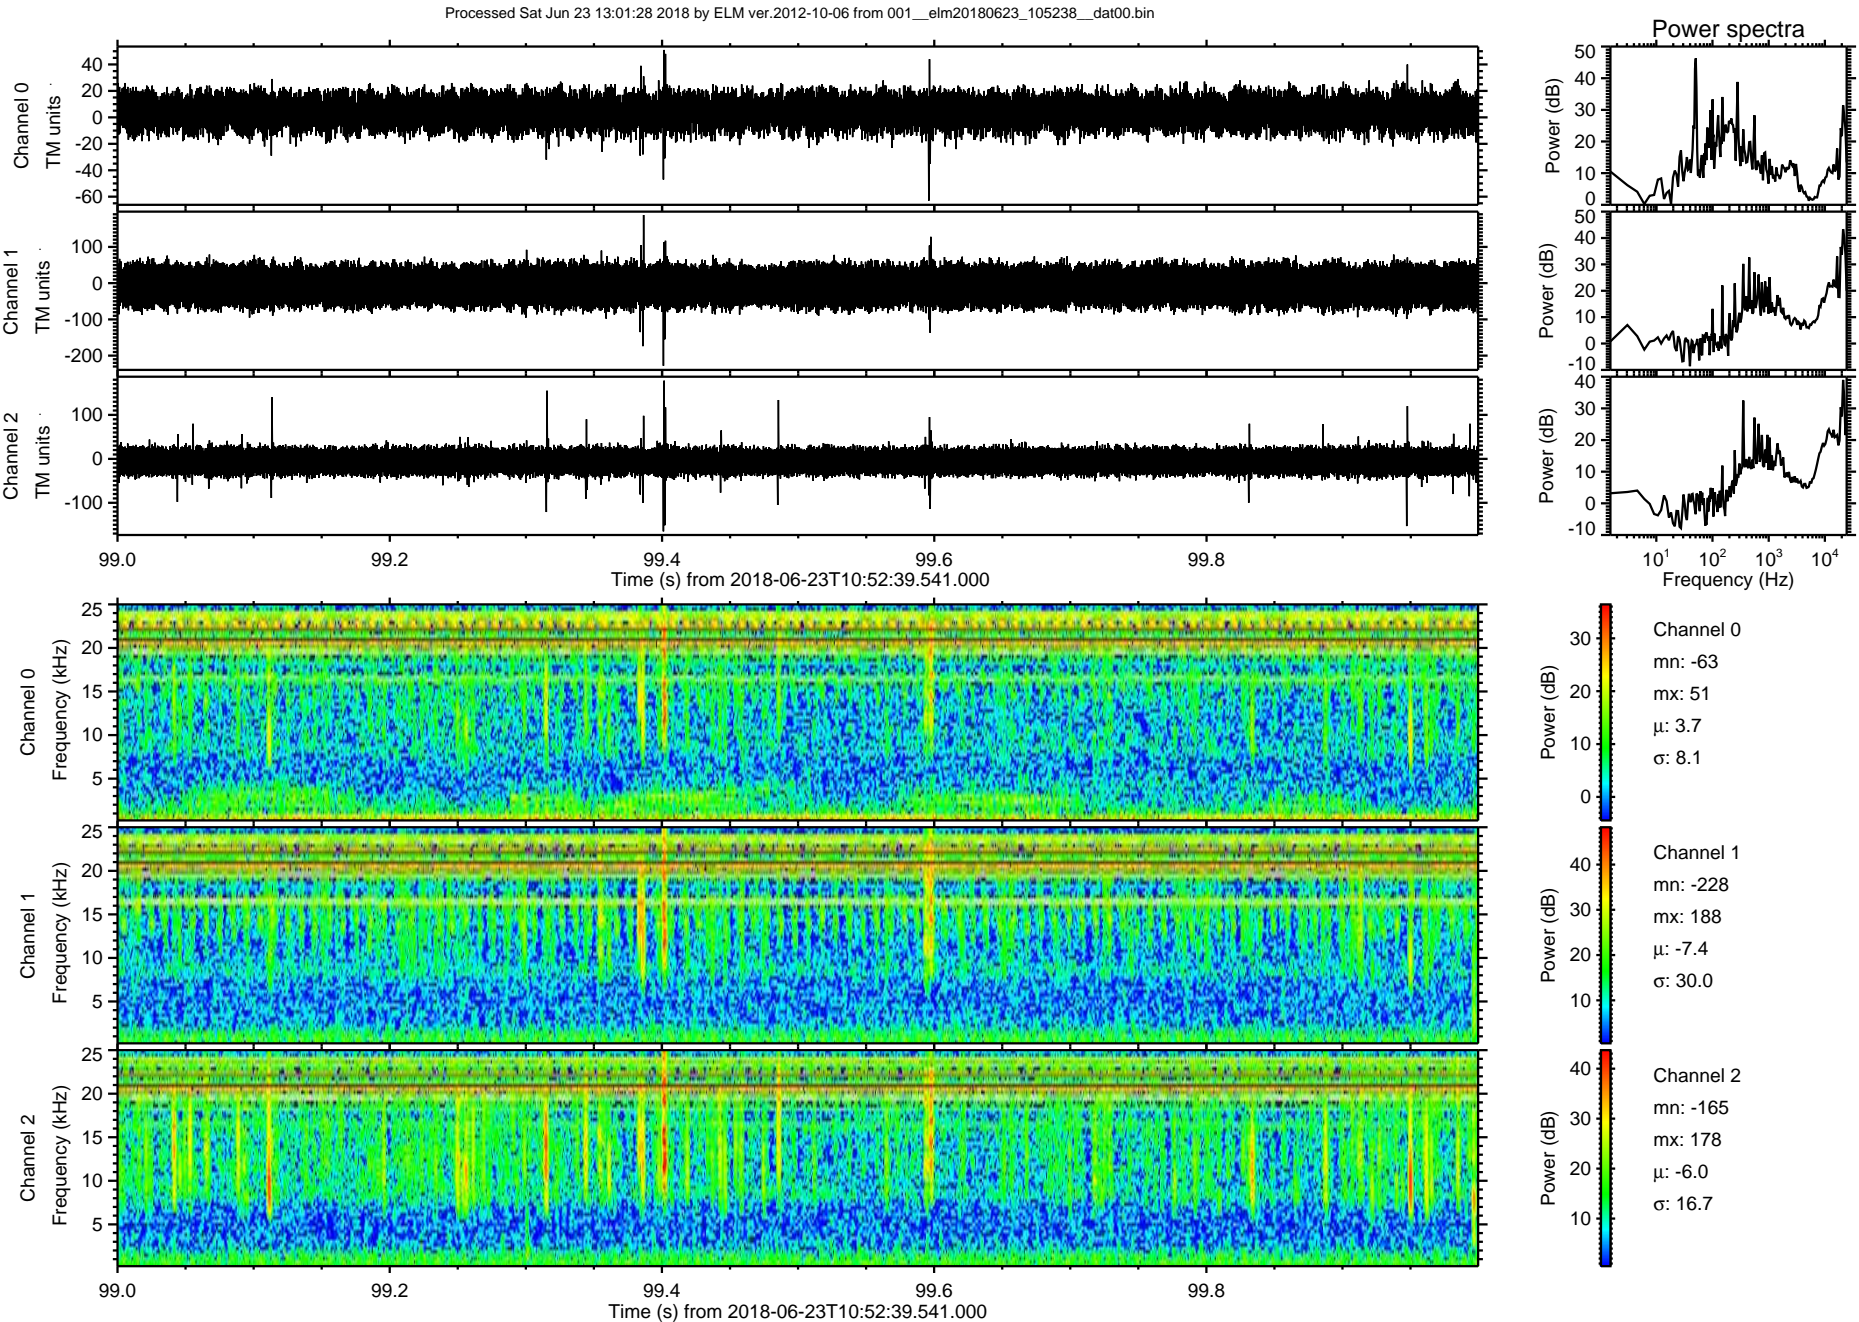 Processed Sat Jun 23 13:01:28 2018 by ELM ver.2012-10-06 from 001__elm20180623_105238__dat00.bin
Power spectra
Channel 0
TM units
40
20
0
-20
-40
-60
Power (dB)
50
40
30
20
10
0
Channel 1
TM units
100
0
-100
-200
Power (dB)
50
40
30
20
10
0
-10
Channel 2
TM units
100
0
-100
Power (dB)
40
30
20
10
0
-10
99.0 99.2 99.4 99.6 99.8
Time (s) from 2018-06-23T10:52:39.541.000
10¹ 10² 10³ 10⁴
Frequency (Hz)
Channel 0
Frequency (kHz)
25
20
15
10
5
Power (dB)
30
20
10
0
Channel 0
mn: -63
mx: 51
μ: 3.7
σ: 8.1
Channel 1
Frequency (kHz)
25
20
15
10
5
Power (dB)
40
30
20
10
Channel 1
mn: -228
mx: 188
μ: -7.4
σ: 30.0
Channel 2
Frequency (kHz)
25
20
15
10
5
Power (dB)
40
30
20
10
Channel 2
mn: -165
mx: 178
μ: -6.0
σ: 16.7
99.0 99.2 99.4 99.6 99.8
Time (s) from 2018-06-23T10:52:39.541.000